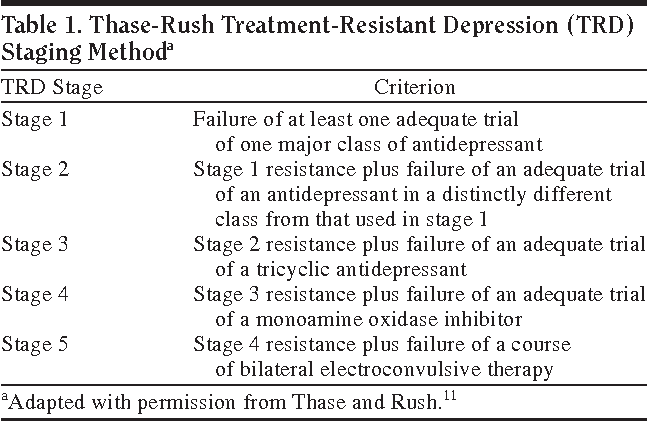 Table 1. Thase-Rush Treatment-Resistant Depression (TRD)
Staging Methodᵃ
TRD Stage Criterion
Stage 1 Failure of at least one adequate trial
of one major class of antidepressant
Stage 2 Stage 1 resistance plus failure of an adequate trial
of an antidepressant in a distinctly different
class from that used in stage 1
Stage 3 Stage 2 resistance plus failure of an adequate trial
of a tricyclic antidepressant
Stage 4 Stage 3 resistance plus failure of an adequate trial
of a monoamine oxidase inhibitor
Stage 5 Stage 4 resistance plus failure of a course
of bilateral electroconvulsive therapy
ᵃAdapted with permission from Thase and Rush.¹¹